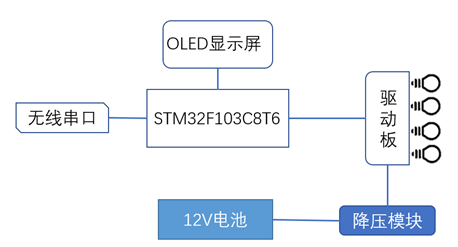 OLED显示屏
无线串口
STM32F103C8T6
驱
动
板
12V电池
降压模块